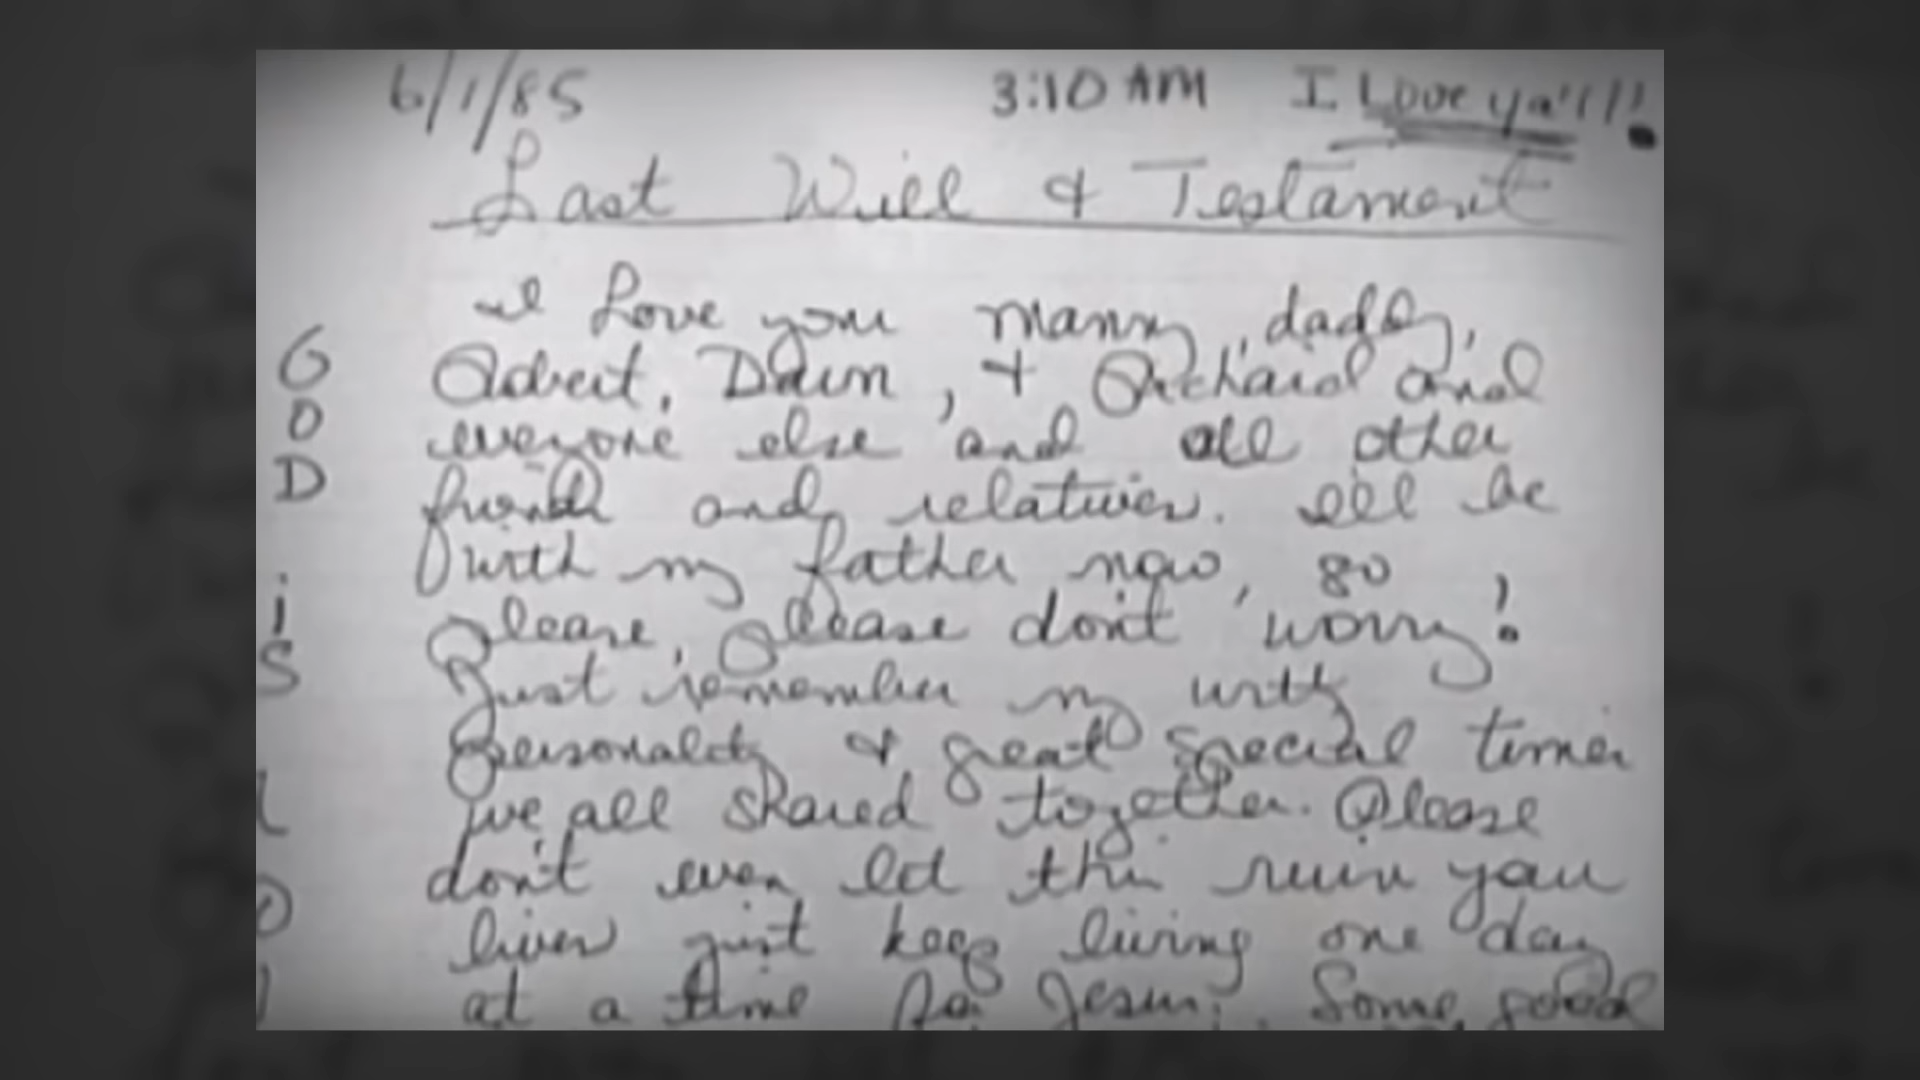 6/1/85 3:10 AM I Love ya'll!
Last Will & Testament
I Love you mommy, daddy,
Robert, Dawn, & Richard and
everyone else and all other
friends and relatives. I'll be
with my father now, so
please, please don't worry!
Just remember my witty
personality & great special times
we all shared together. Please
don't ever let this ruin your
lives just keep living one day
at a time for Jesus. Some good
G
O
D
i
S
L
O